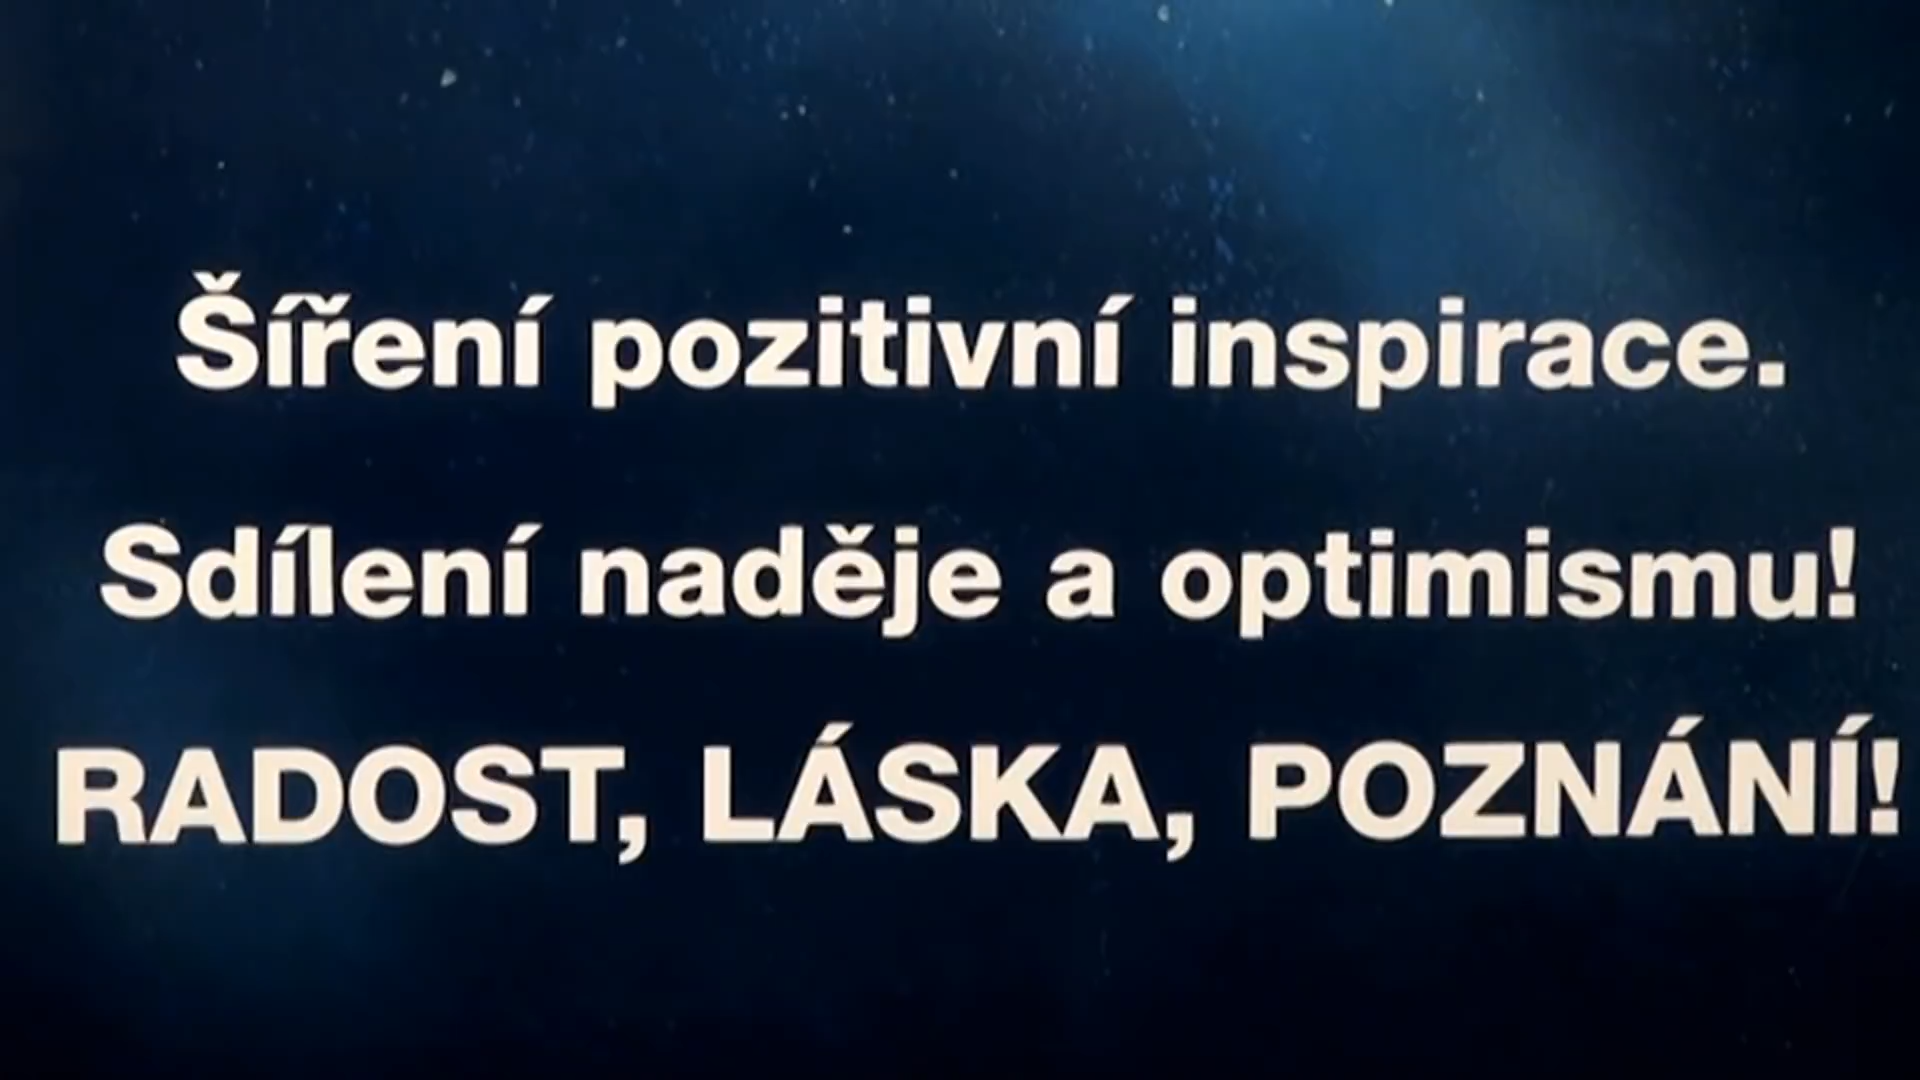 Šíření pozitivní inspirace.
Sdílení naděje a optimismu!
RADOST, LÁSKA, POZNÁNÍ!